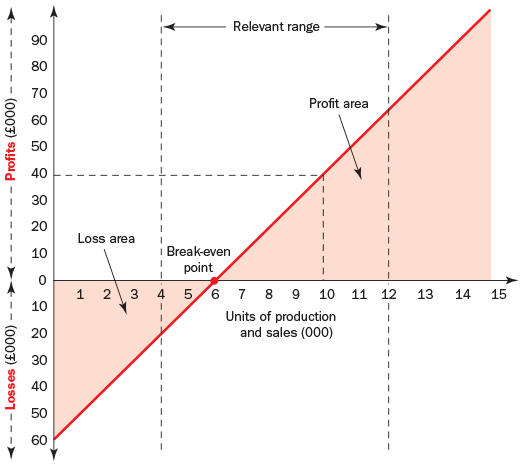 Relevant range
90
80
70
60
50
40
30
20
10
0
10
20
30
40
50
60
Profits (£000)
Losses (£000)
Profit area
Loss area
Break-even
point
1 2 3 4 5 6 7 8 9 10 11 12 13 14 15
Units of production
and sales (000)